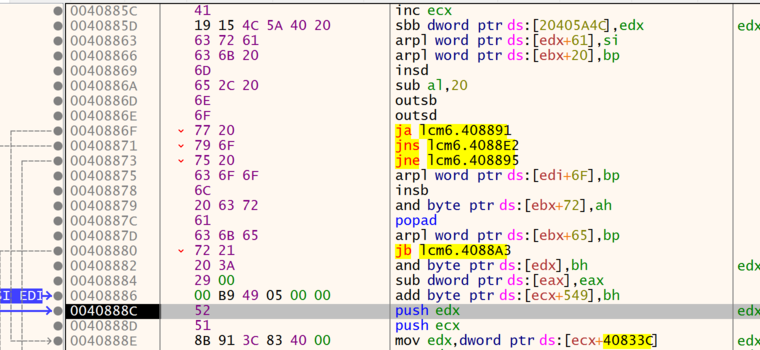 0040885C 41 inc ecx
0040885D 19 15 4C 5A 40 20 sbb dword ptr ds:[20405A4C],edx edx
00408863 63 72 61 arpl word ptr ds:[edx+61],si
00408866 63 6B 20 arpl word ptr ds:[ebx+20],bp
00408869 6D insd
0040886A 65 2C 20 sub al,20
0040886D 6E outsb
0040886E 6F outsd
0040886F 77 20 ja lcm6.408891
00408871 79 6F jns lcm6.4088E2
00408873 75 20 jne lcm6.408895
00408875 63 6F 6F arpl word ptr ds:[edi+6F],bp
00408878 6C insb
00408879 20 63 72 and byte ptr ds:[ebx+72],ah
0040887C 61 popad
0040887D 63 6B 65 arpl word ptr ds:[ebx+65],bp
00408880 72 21 jb lcm6.4088A3
00408882 20 3A and byte ptr ds:[edx],bh edx
00408884 29 00 sub dword ptr ds:[eax],eax
SI EDI 00408886 00 B9 49 05 00 00 add byte ptr ds:[ecx+549],bh
0040888C 52 push edx edx
0040888D 51 push ecx
0040888E 8B 91 3C 83 40 00 mov edx,dword ptr ds:[ecx+40833C] edx